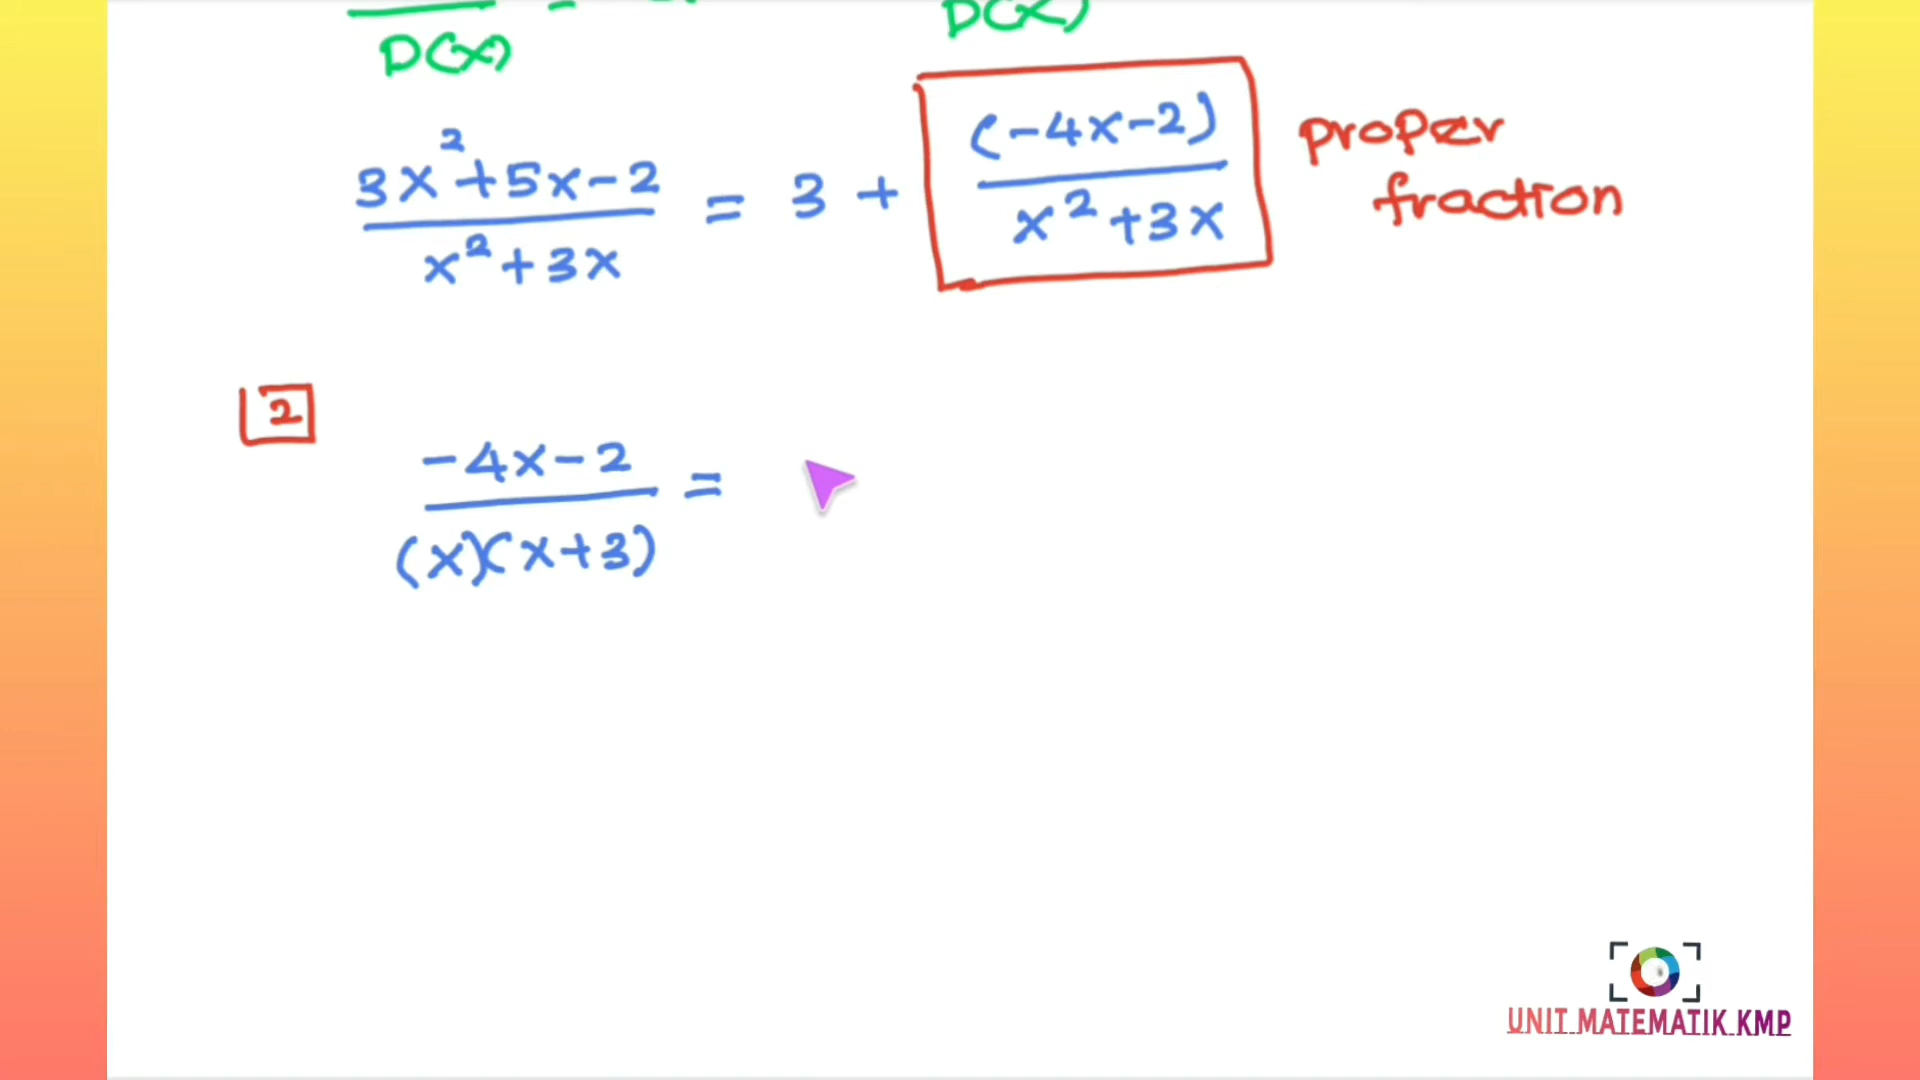 D(x) = D(x)
3x²+5x-2 / x²+3x = 3 + (-4x-2) / x²+3x proper fraction
2
-4x-2 / (x)(x+3) =
UNIT.MATEMATIK.KMP